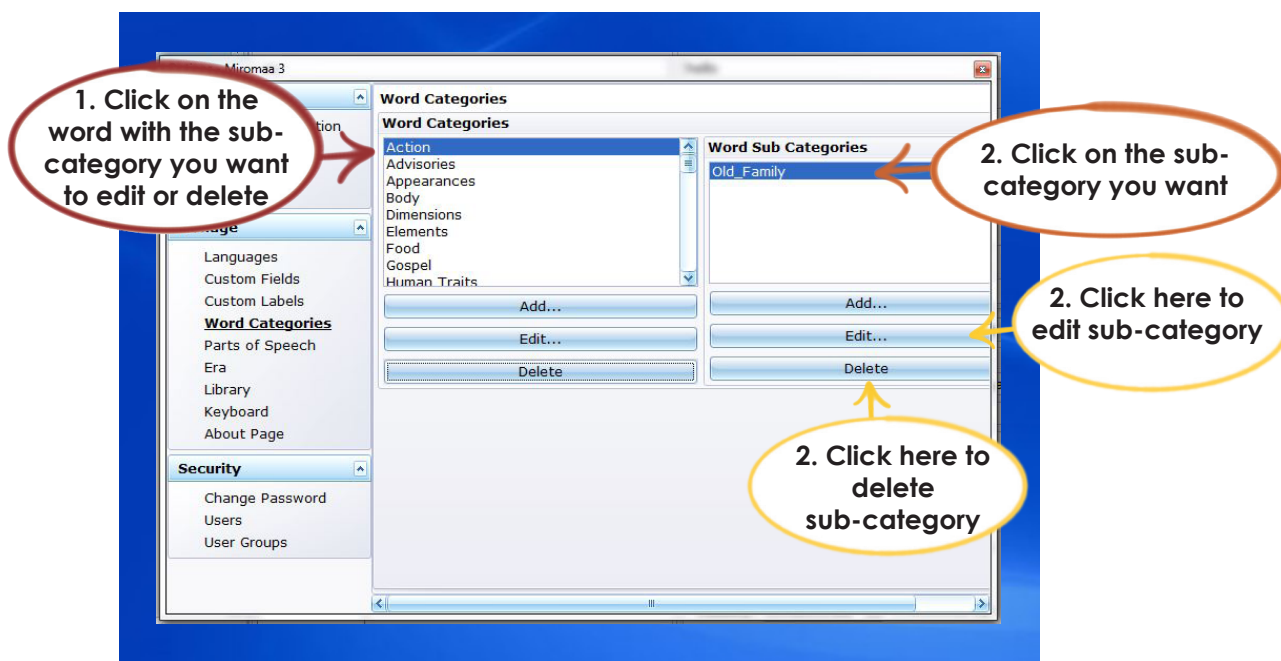 Miromaa 3
hello
1. Click on the
word with the sub-
category you want
to edit or delete
tion
Languages
Custom Fields
Custom Labels
Word Categories
Parts of Speech
Era
Library
Keyboard
About Page
Security
Change Password
Users
User Groups
Word Categories
Word Categories
Action
Advisories
Appearances
Body
Dimensions
Elements
Food
Gospel
Human Traits
Add...
Edit...
Delete
Word Sub Categories
Old_Family
Add...
Edit...
Delete
2. Click on the sub-
category you want
2. Click here to
edit sub-category
2. Click here to
delete
sub-category